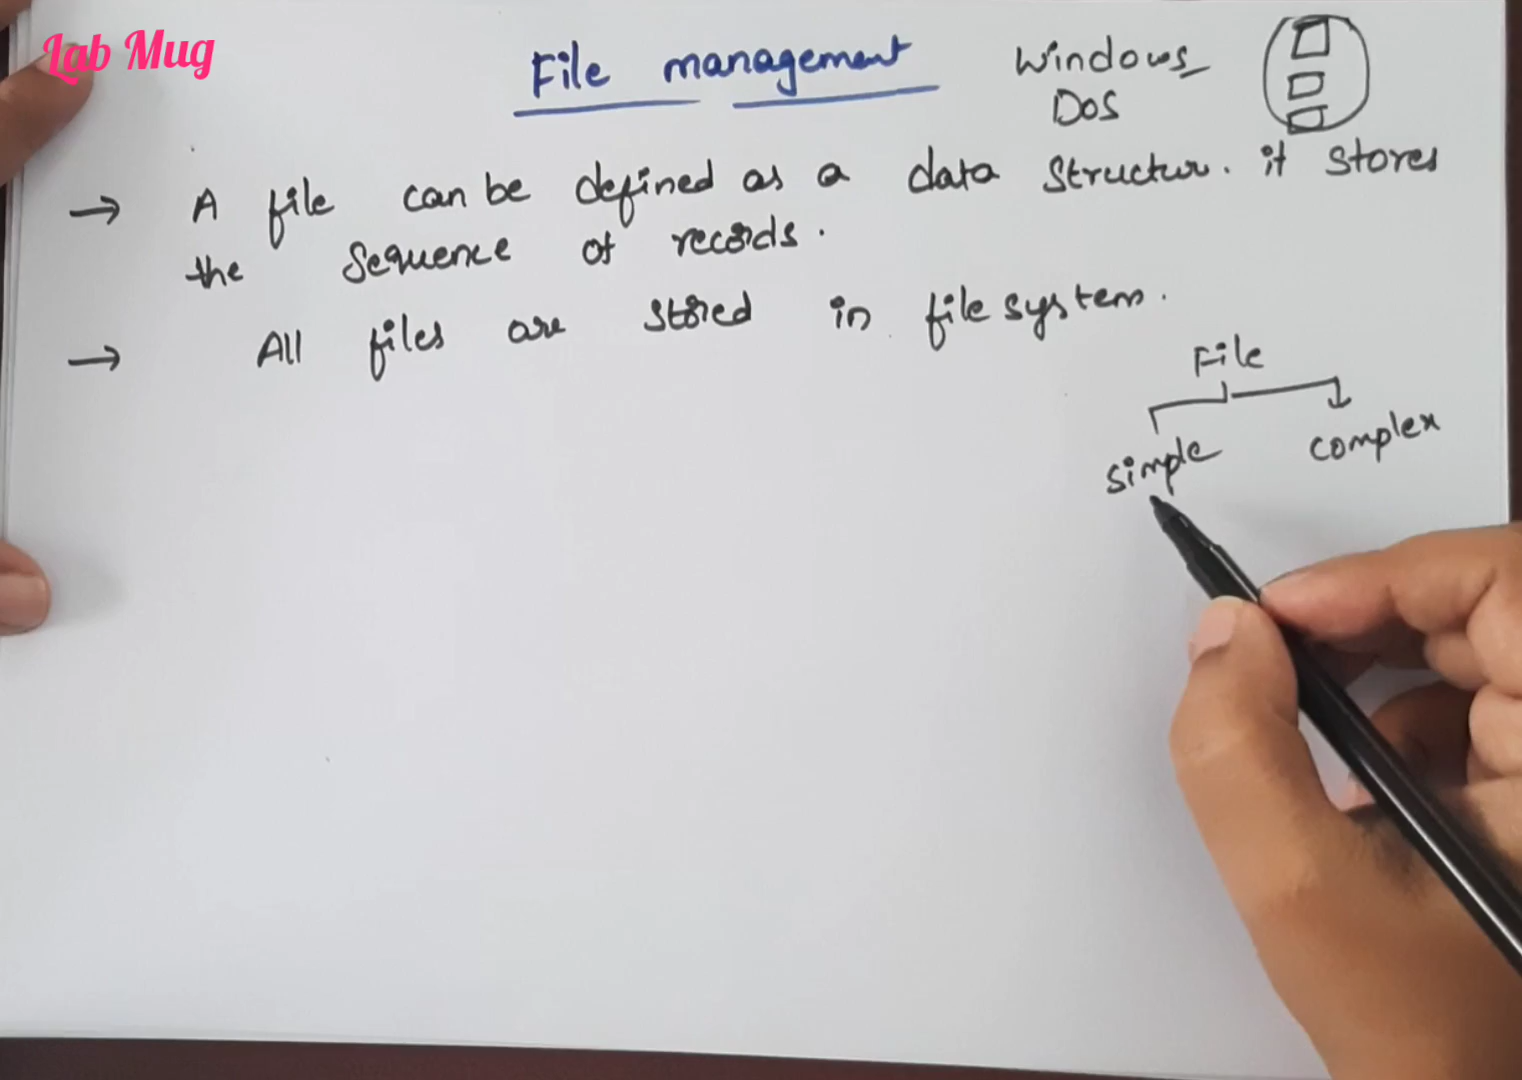 Lab Mug
File management
Windows
DOS
→ A file can be defined as a data Structur. it stores
the Sequence of records.
→ All files are stored in file system.
File
simple complex